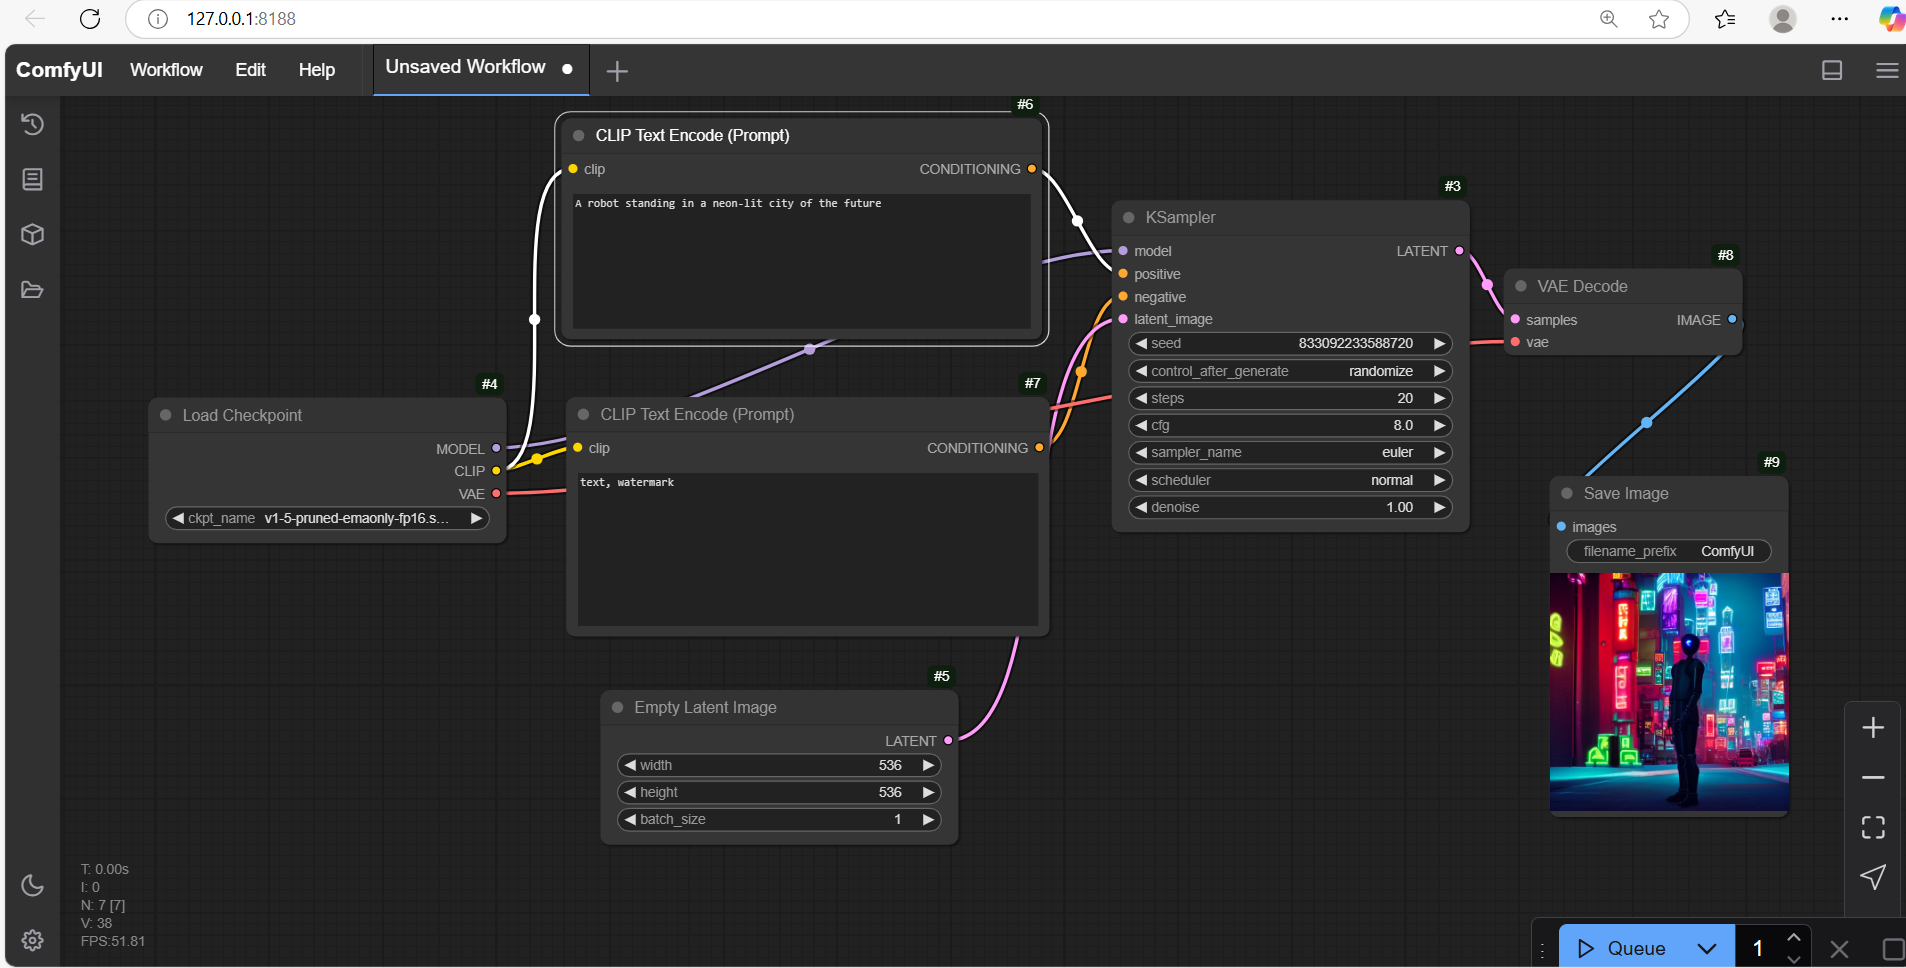 127.0.0.1:8188
ComfyUI Workflow Edit Help Unsaved Workflow
#6
CLIP Text Encode (Prompt)
clip CONDITIONING
A robot standing in a neon-lit city of the future
#3
KSampler
model LATENT
positive
negative
latent_image
seed 833092233588720
control_after_generate randomize
steps 20
cfg 8.0
sampler_name euler
scheduler normal
denoise 1.00
#8
VAE Decode
samples IMAGE
vae
#4
Load Checkpoint
MODEL
CLIP
VAE
ckpt_name v1-5-pruned-emaonly-fp16.s...
#7
CLIP Text Encode (Prompt)
clip CONDITIONING
text, watermark
#9
Save Image
images
filename_prefix ComfyUI
#5
Empty Latent Image
LATENT
width 536
height 536
batch_size 1
T: 0.00s
I: 0
N: 7 [7]
V: 38
FPS:51.81
Queue 1